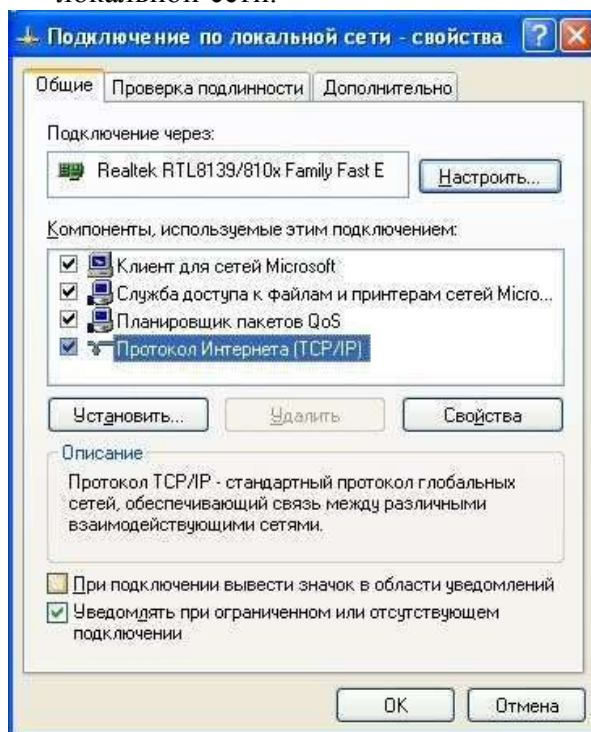 локальной сети.
Подключение по локальной сети - свойства
Общие Проверка подлинности Дополнительно
Подключение через:
Realtek RTL8139/810x Family Fast E Настроить...
Компоненты, используемые этим подключением:
Клиент для сетей Microsoft
Служба доступа к файлам и принтерам сетей Micro...
Планировщик пакетов QoS
Протокол Интернета (TCP/IP)
Установить... Удалить Свойства
Описание
Протокол TCP/IP - стандартный протокол глобальных
сетей, обеспечивающий связь между различными
взаимодействующими сетями.
При подключении вывести значок в области уведомлений
Уведомлять при ограниченном или отсутствующем
подключении
OK Отмена